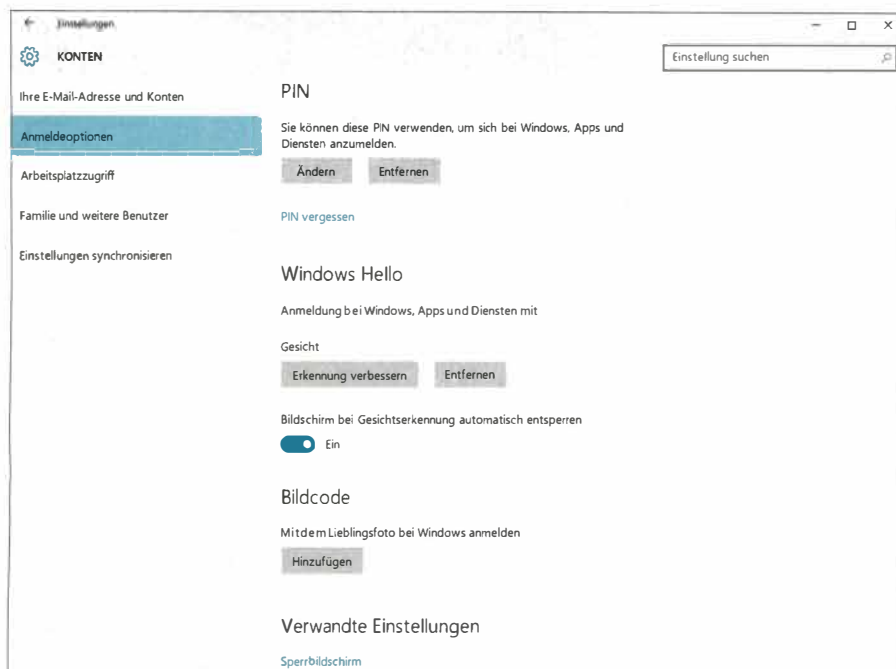 Einstellungen
KONTEN
Einstellung suchen
Ihre E-Mail-Adresse und Konten
Anmeldeoptionen
Arbeitsplatzzugriff
Familie und weitere Benutzer
Einstellungen synchronisieren
PIN
Sie können diese PIN verwenden, um sich bei Windows, Apps und
Diensten anzumelden.
Ändern Entfernen
PIN vergessen
Windows Hello
Anmeldung bei Windows, Apps und Diensten mit
Gesicht
Erkennung verbessern Entfernen
Bildschirm bei Gesichtserkennung automatisch entsperren
Ein
Bildcode
Mit dem Lieblingsfoto bei Windows anmelden
Hinzufügen
Verwandte Einstellungen
Sperrbildschirm